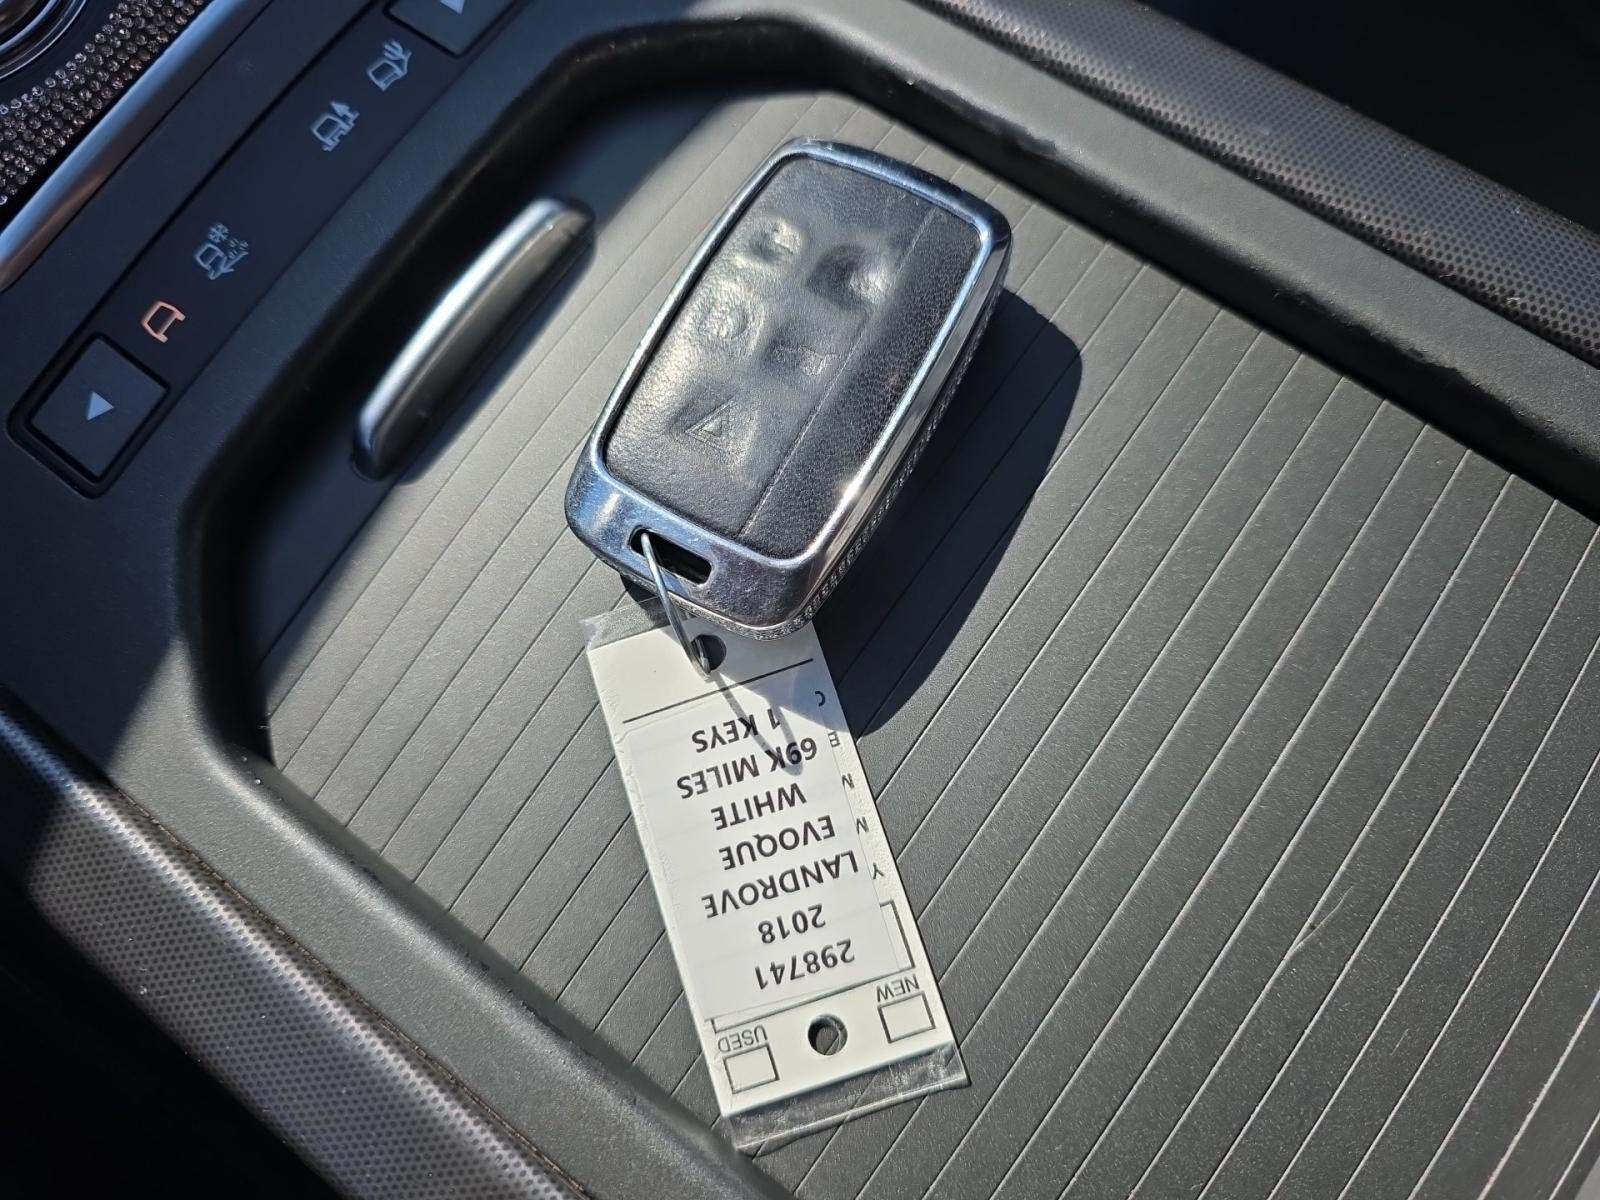 298741
2018
LANDROVE
EVOQUE
WHITE
69K MILES
1 KEYS
NEW
USED